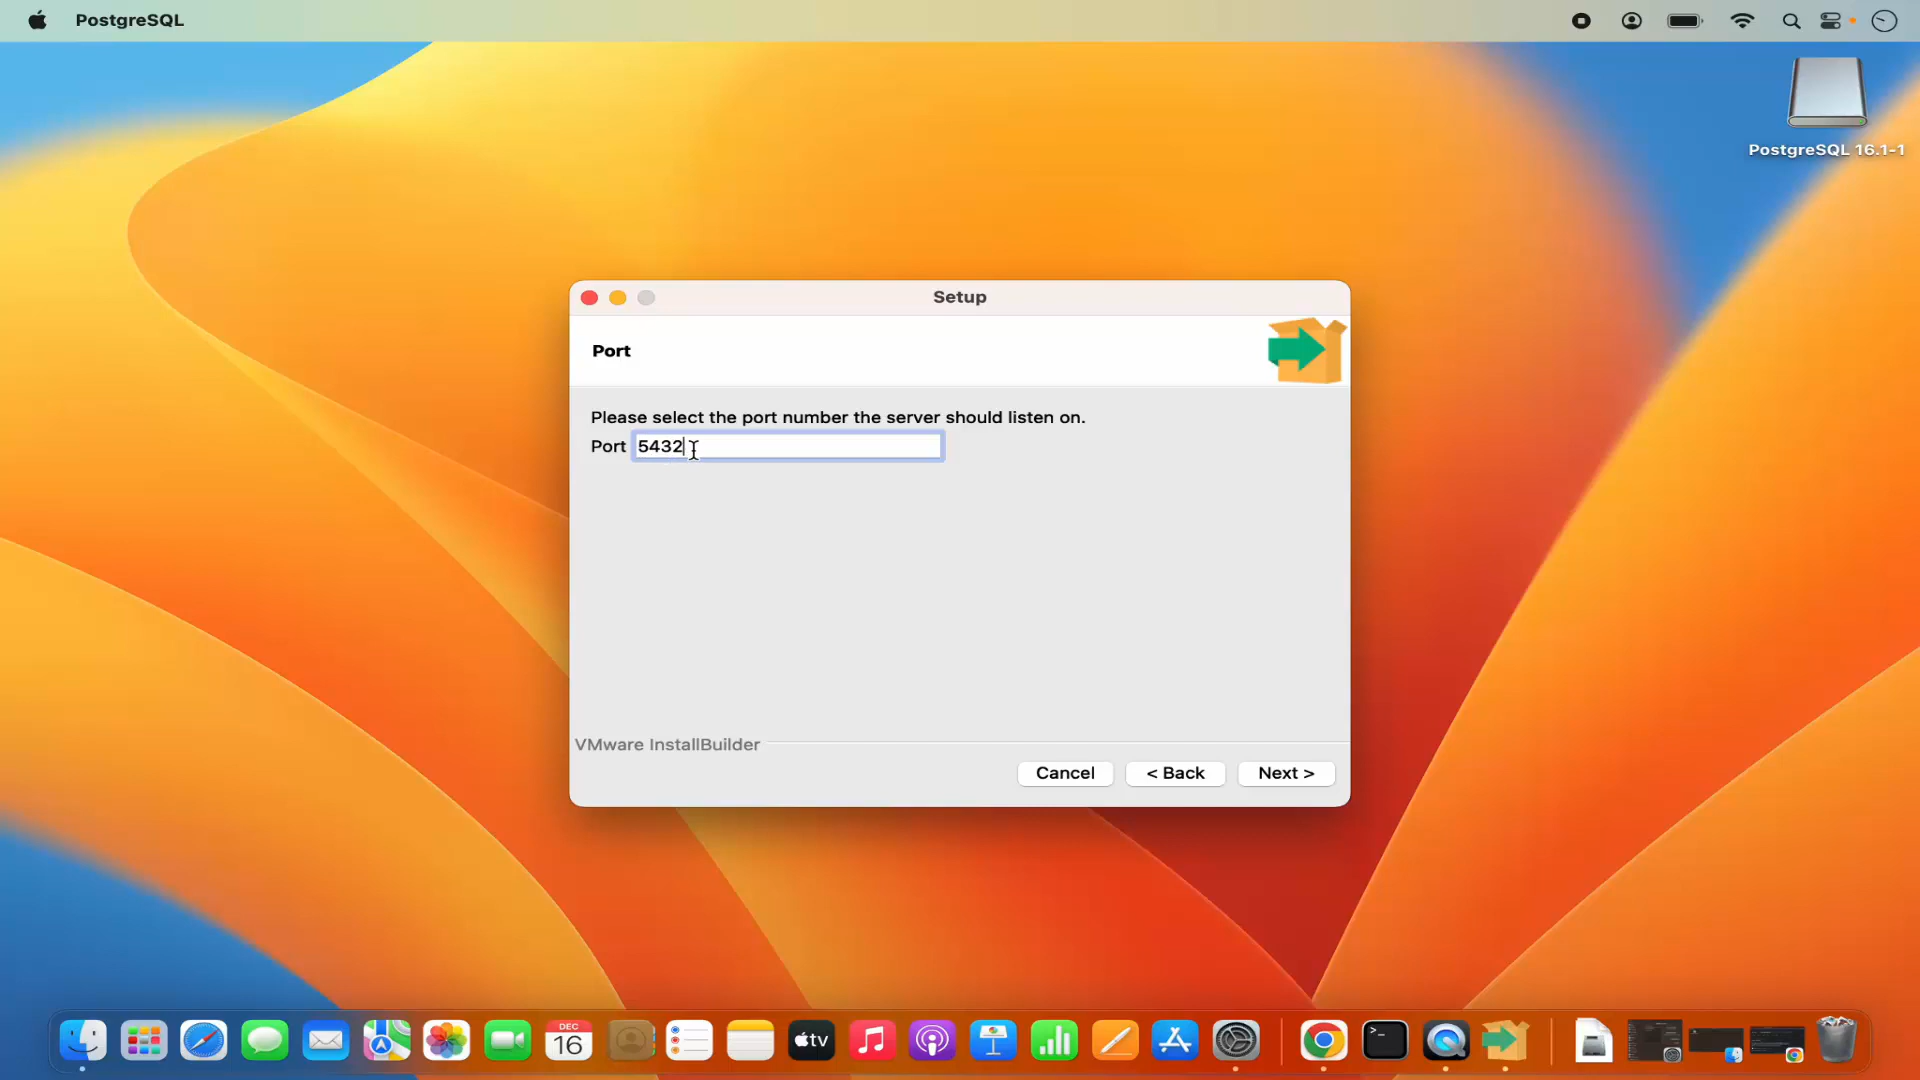 PostgreSQL
PostgreSQL 16.1-1
Setup
Port
Please select the port number the server should listen on.
Port 5432
VMware InstallBuilder
Cancel
< Back
Next >
DEC
16
tv
>_